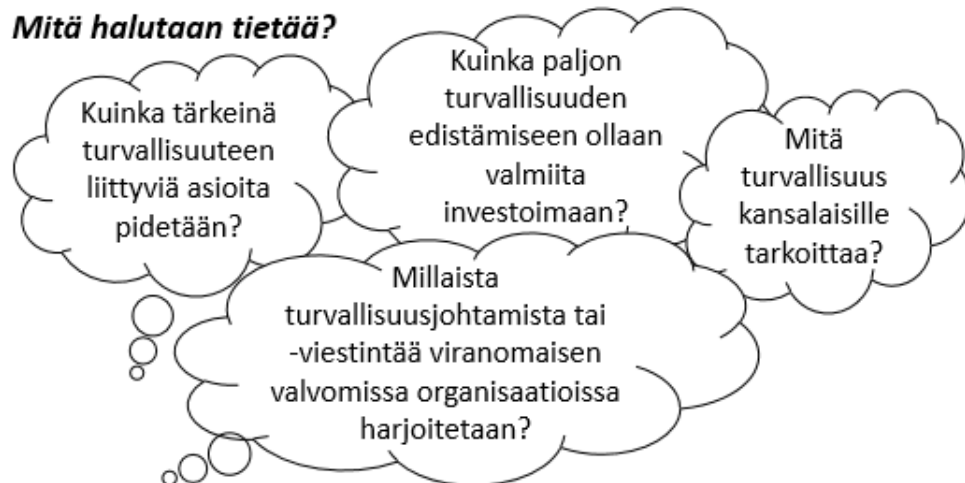 Mitä halutaan tietää?
Kuinka tärkeinä
turvallisuuteen
liittyviä asioita
pidetään?
Kuinka paljon
turvallisuuden
edistämiseen ollaan
valmiita
investoimaan?
Mitä
turvallisuus
kansalaisille
tarkoittaa?
Millaista
turvallisuusjohtamista tai
-viestintää viranomaisen
valvomissa organisaatioissa
harjoitetaan?